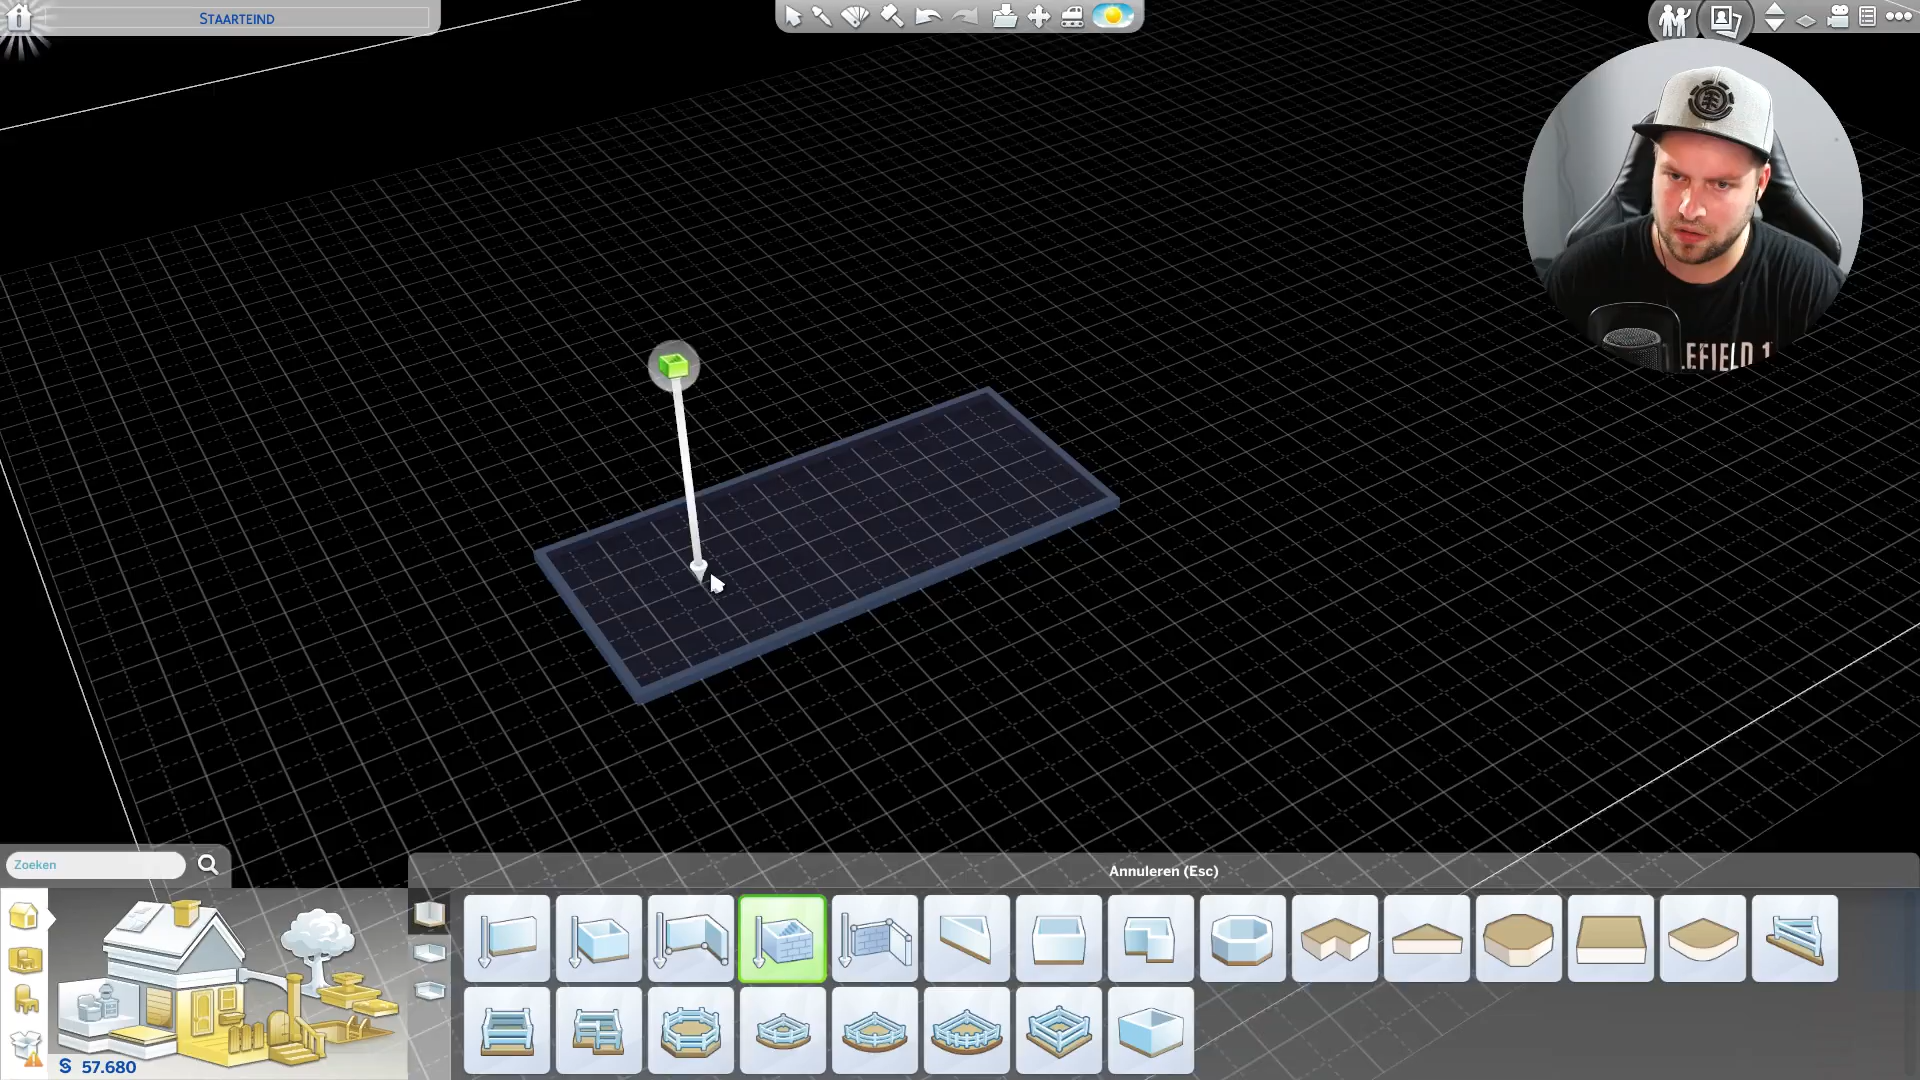 Staarteind
Zoeken
Annuleren (Esc)
§ 57.680
EFIELD 1